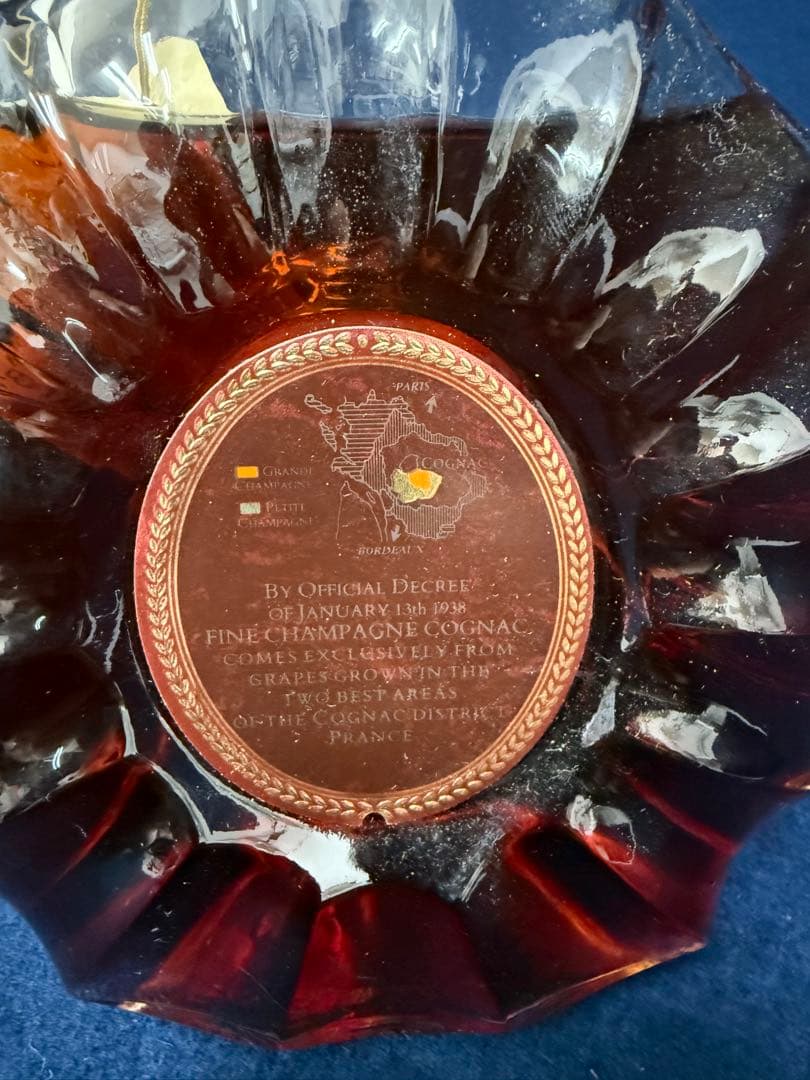 PARIS
COGNAC
GRANDE
CHAMPAGNE
PETITE
CHAMPAGNE
BORDEAUX
BY OFFICIAL DECREE
OF JANUARY 13th 1938
FINE CHAMPAGNE COGNAC
COMES EXCLUSIVELY FROM
GRAPES GROWN IN THE
TWO BEST AREAS
OF THE COGNAC DISTRICT
FRANCE